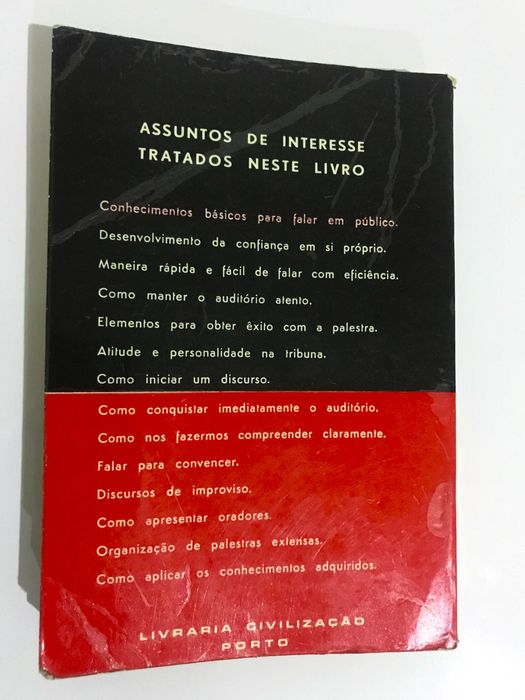 ASSUNTOS DE INTERESSE
TRATADOS NESTE LIVRO
Conhecimentos básicos para falar em público.
Desenvolvimento da confiança em si próprio.
Maneira rápida e fácil de falar com eficiência.
Como manter o auditório atento.
Elementos para obter êxito com a palestra.
Atitude e personalidade na tribuna.
Como iniciar um discurso.
Como conquistar imediatamente o auditório.
Como nos fazermos compreender claramente.
Falar para convencer.
Discursos de improviso.
Como apresentar oradores.
Organização de palestras extensas.
Como aplicar os conhecimentos adquiridos.
LIVRARIA CIVILIZAÇÃO
PORTO